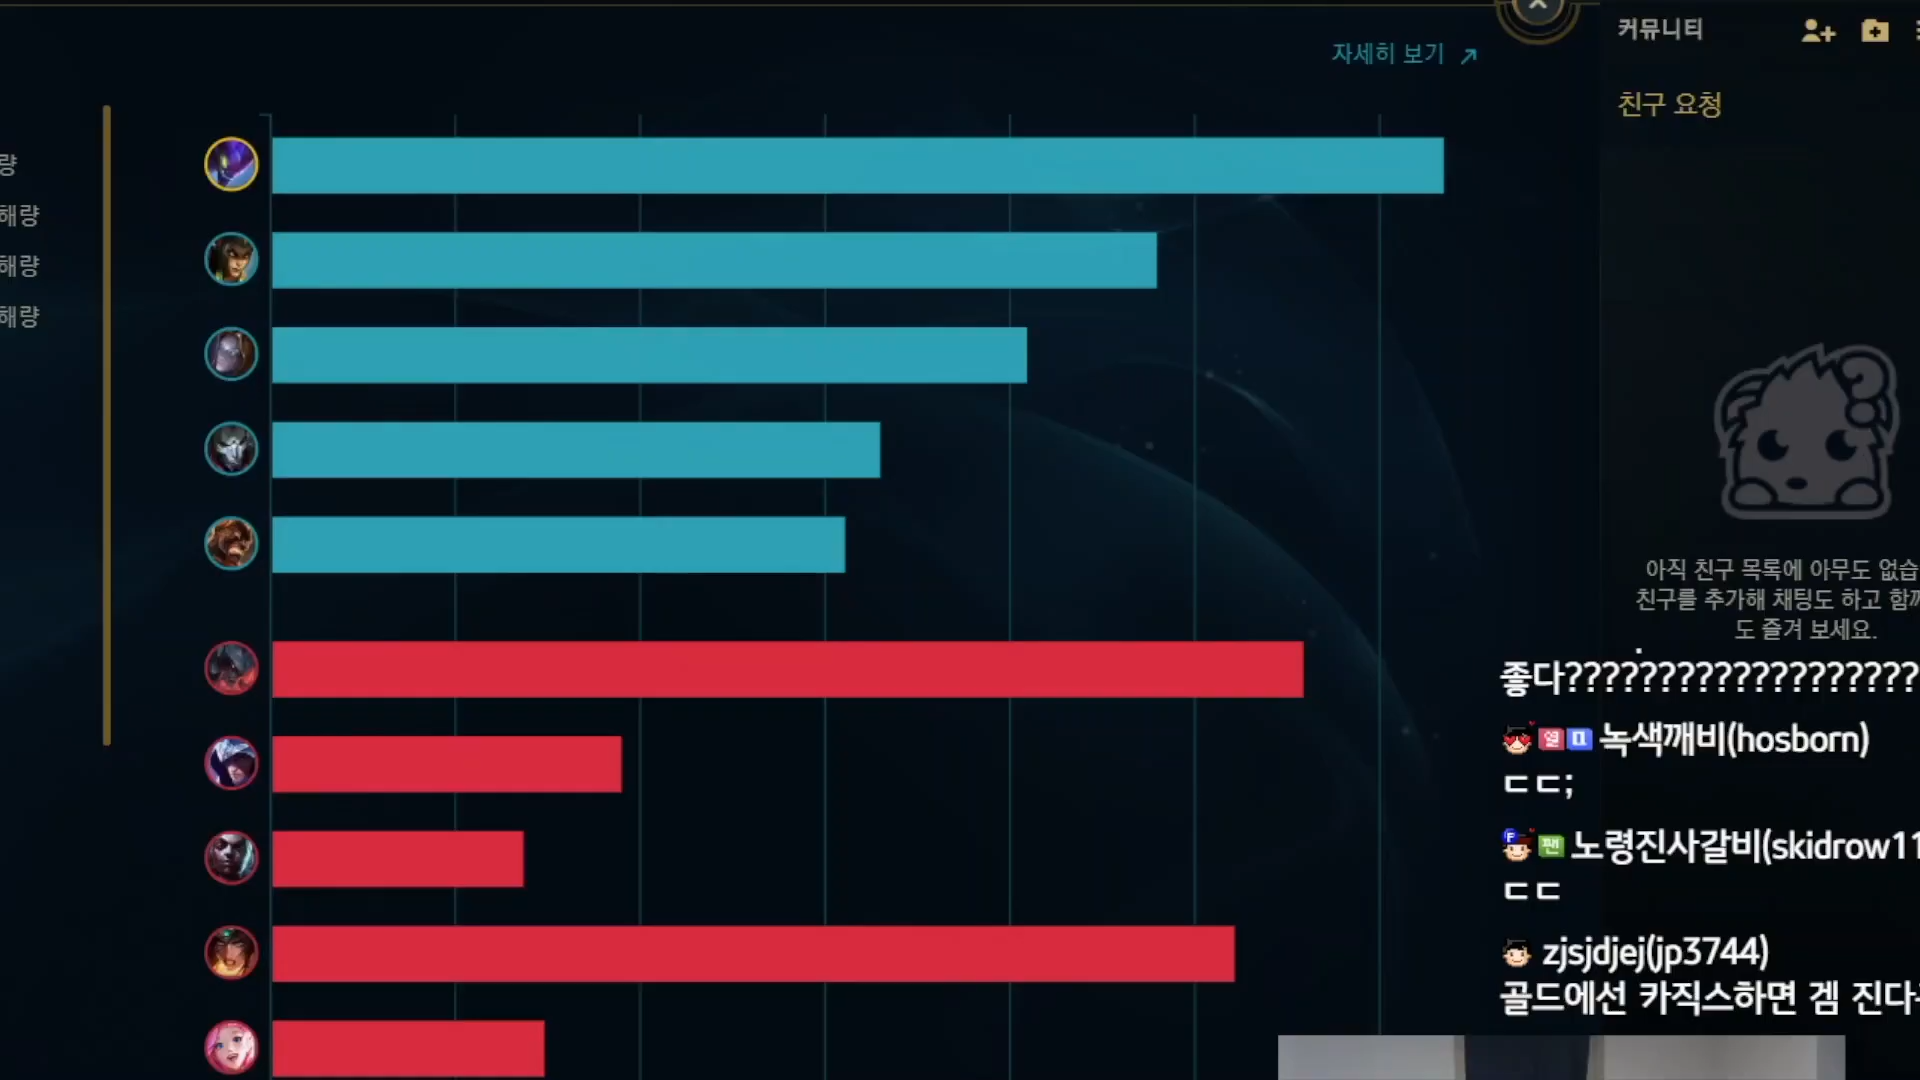 자세히 보기
커뮤니티
친구 요청
량
해량
해량
해량
아직 친구 목록에 아무도 없습
친구를 추가해 채팅도 하고 함께
도 즐겨 보세요.
좋다???????????????????
열 녹색깨비(hosborn)
ㄷㄷ;
F 팬 노령진사갈비(skidrow11
ㄷㄷ
zjsjdjej(jp3744)
골드에선 카직스하면 겜 진다